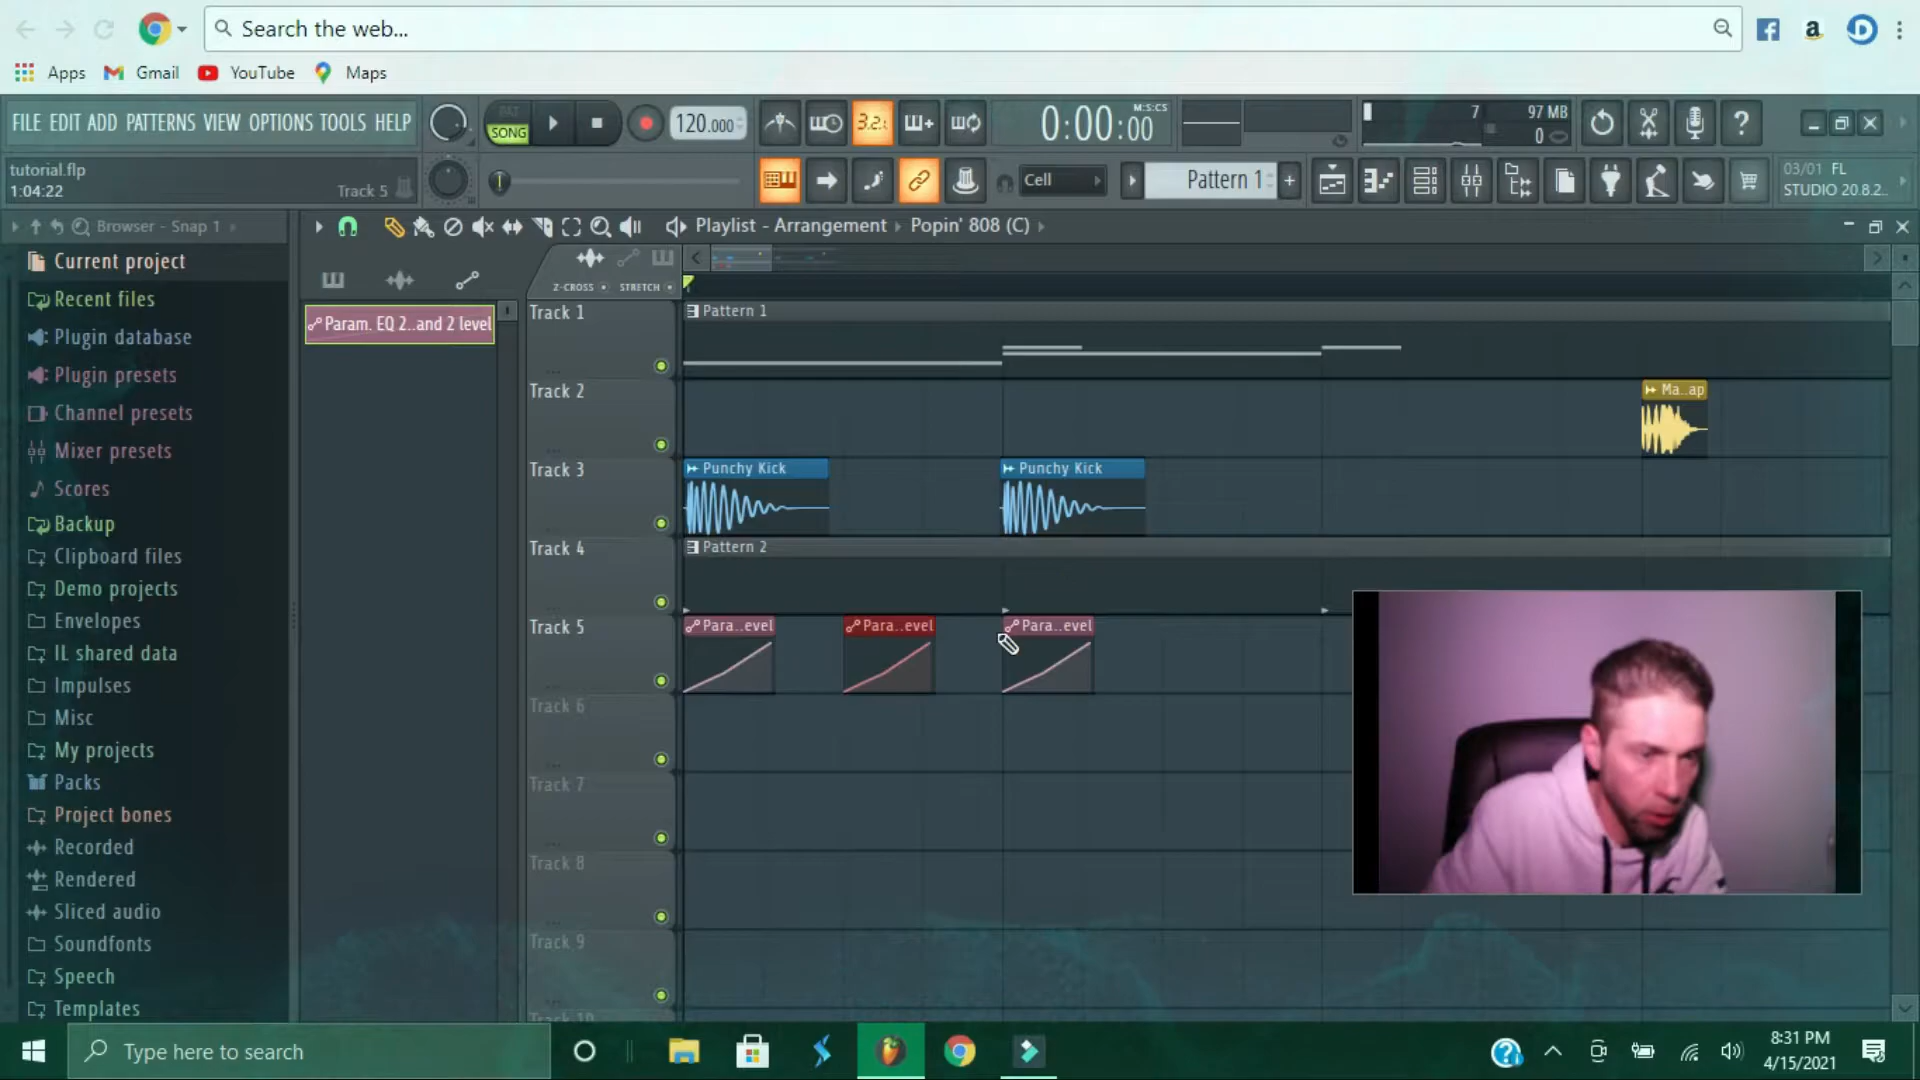 Search the web...
Apps Gmail YouTube Maps
FILE EDIT ADD PATTERNS VIEW OPTIONS TOOLS HELP
PAT
SONG
120.000
3.2.
0:00:00
M:S:CS
7
97 MB
0
tutorial.flp
1:04:22
Track 5
Cell
Pattern 1
03/01 FL
STUDIO 20.8.2..
Browser - Snap 1
Playlist - Arrangement Popin' 808 (C)
Z-CROSS STRETCH
Current project
Recent files
Plugin database
Plugin presets
Channel presets
Mixer presets
Scores
Backup
Clipboard files
Demo projects
Envelopes
IL shared data
Impulses
Misc
My projects
Packs
Project bones
Recorded
Rendered
Sliced audio
Soundfonts
Speech
Templates
Param. EQ 2..and 2 level
Track 1
Pattern 1
Track 2
Ma..ap
Track 3
Punchy Kick Punchy Kick
Track 4
Pattern 2
Track 5
Para..evel Para..evel Para..evel
Track 6
Track 7
Track 8
Track 9
Track 10
Type here to search
8:31 PM
4/15/2021